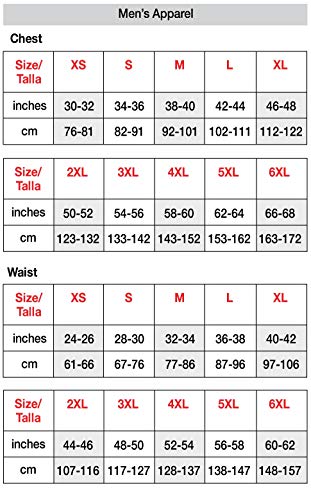 Men's Apparel
Chest
Size/ Talla XS S M L XL
inches 30-32 34-36 38-40 42-44 46-48
cm 76-81 82-91 92-101 102-111 112-122
Size/ Talla 2XL 3XL 4XL 5XL 6XL
inches 50-52 54-56 58-60 62-64 66-68
cm 123-132 133-142 143-152 153-162 163-172
Waist
Size/ Talla XS S M L XL
inches 24-26 28-30 32-34 36-38 40-42
cm 61-66 67-76 77-86 87-96 97-106
Size/ Talla 2XL 3XL 4XL 5XL 6XL
inches 44-46 48-50 52-54 56-58 60-62
cm 107-116 117-127 128-137 138-147 148-157